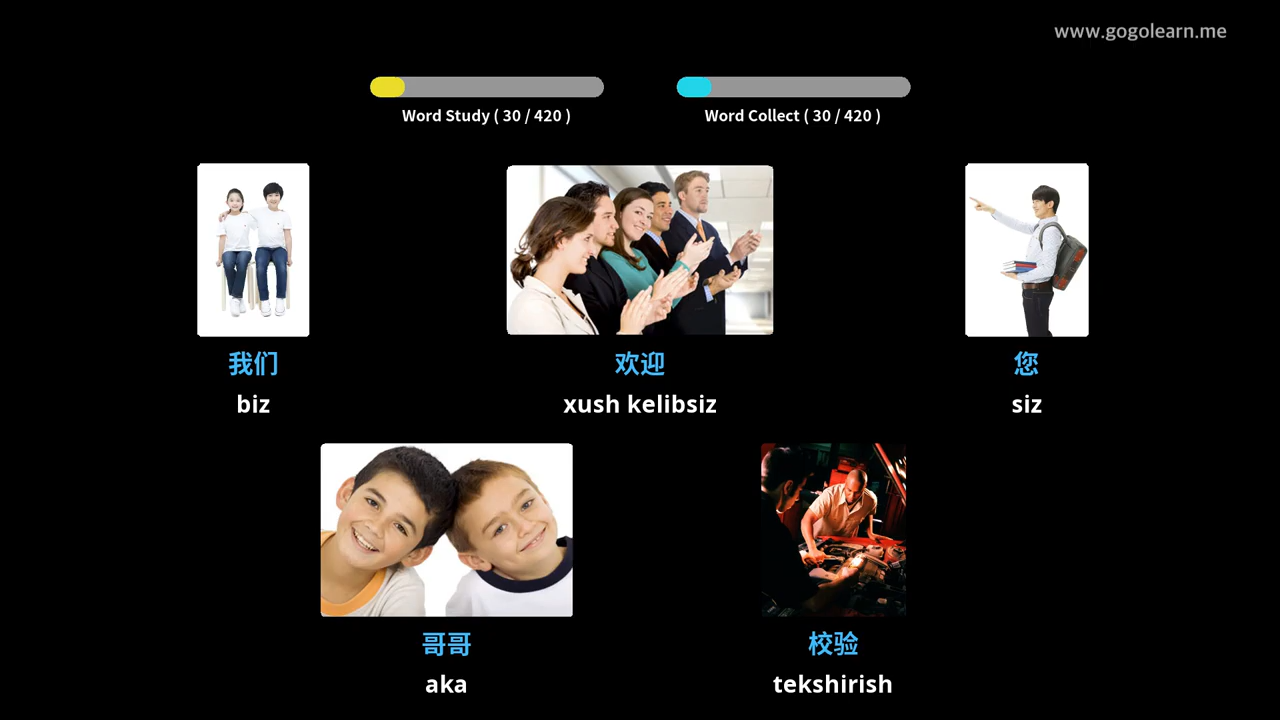 www.gogolearn.me
Word Study ( 30 / 420 )
Word Collect ( 30 / 420 )
我们
欢迎
您
biz
xush kelibsiz
siz
哥哥
校验
aka
tekshirish